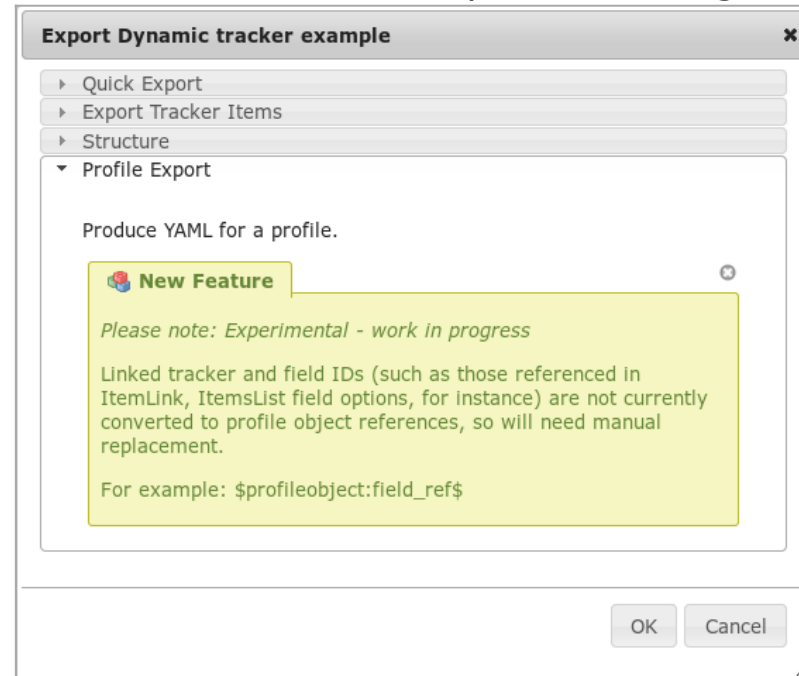 Export Dynamic tracker example
Quick Export
Export Tracker Items
Structure
Profile Export
Produce YAML for a profile.
New Feature
Please note: Experimental - work in progress
Linked tracker and field IDs (such as those referenced in
ItemLink, ItemsList field options, for instance) are not currently
converted to profile object references, so will need manual
replacement.
For example: $profileobject:field_ref$
OK Cancel